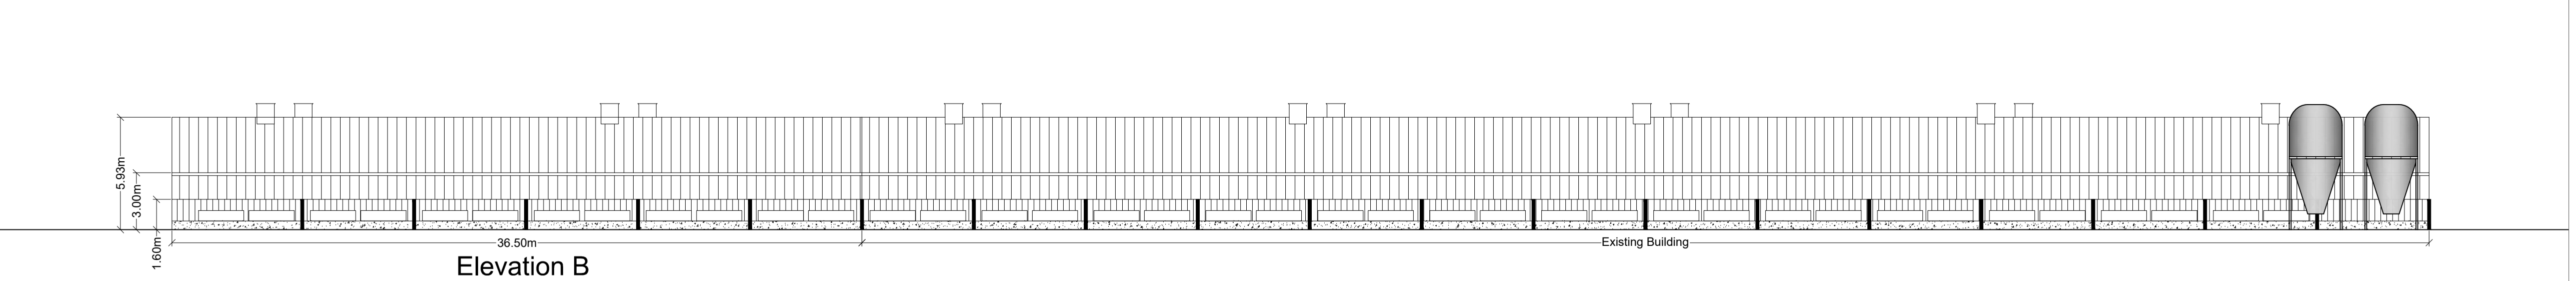 5.93m
3.00m
1.60m
36.50m
Existing Building
Elevation B